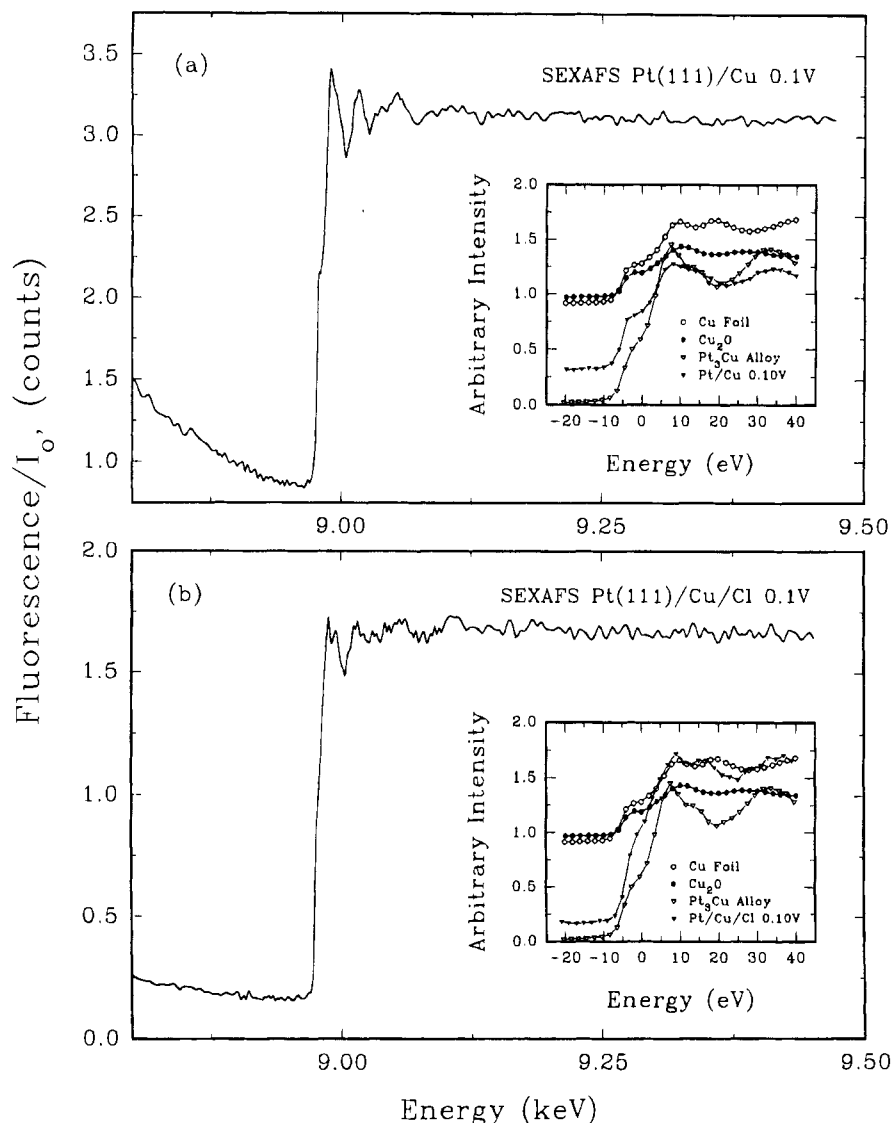 Fluorescence/I₀, (counts)
(a)
SEXAFS Pt(111)/Cu 0.1V
3.5
3.0
2.5
2.0
1.5
1.0
9.00
9.25
9.50
Arbitrary Intensity
2.0
1.5
1.0
0.5
0.0
Cu Foil
Cu₂O
Pt₃Cu Alloy
Pt/Cu 0.10V
-20 -10 0 10 20 30 40
Energy (eV)
(b)
SEXAFS Pt(111)/Cu/Cl 0.1V
2.0
1.5
1.0
0.5
0.0
9.00
9.25
9.50
Arbitrary Intensity
2.0
1.5
1.0
0.5
0.0
Cu Foil
Cu₂O
Pt₃Cu Alloy
Pt/Cu/Cl 0.10V
-20 -10 0 10 20 30 40
Energy (eV)
Energy (keV)